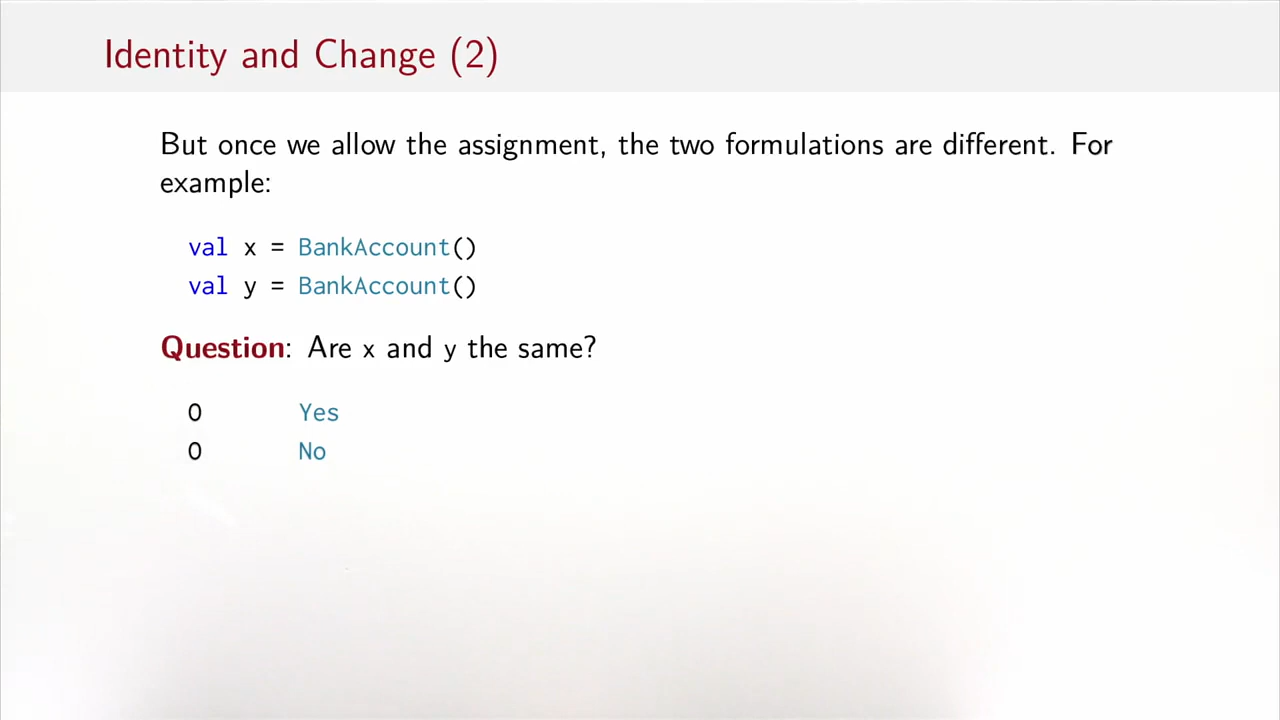 Identity and Change (2)
But once we allow the assignment, the two formulations are different. For
example:
val x = BankAccount()
val y = BankAccount()
Question: Are x and y the same?
O Yes
O No